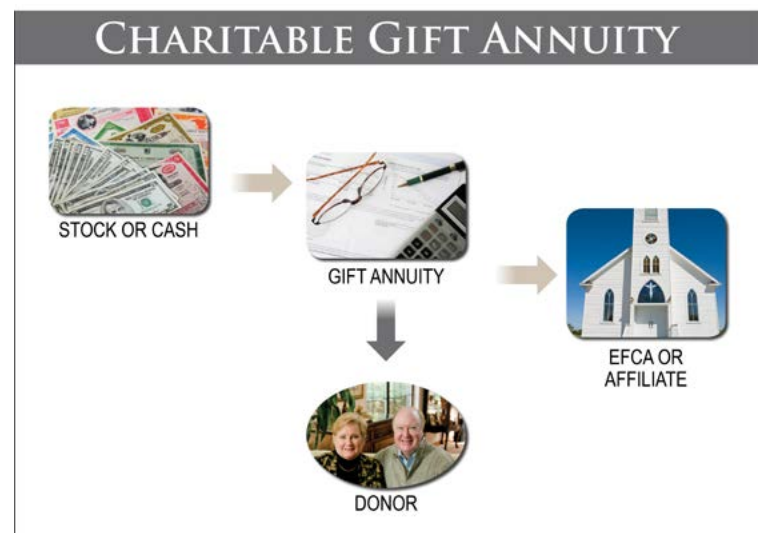 CHARITABLE GIFT ANNUITY
STOCK OR CASH
GIFT ANNUITY
EFCA OR
AFFILIATE
DONOR